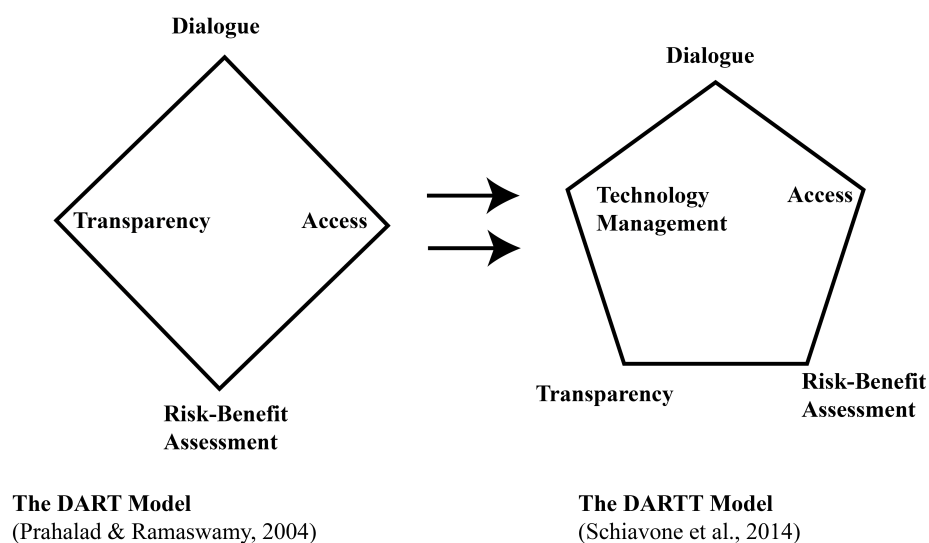 Dialogue
Transparency
Access
Risk-Benefit
Assessment
The DART Model
(Prahalad & Ramaswamy, 2004)
Dialogue
Technology
Management
Access
Transparency
Risk-Benefit
Assessment
The DARTT Model
(Schiavone et al., 2014)